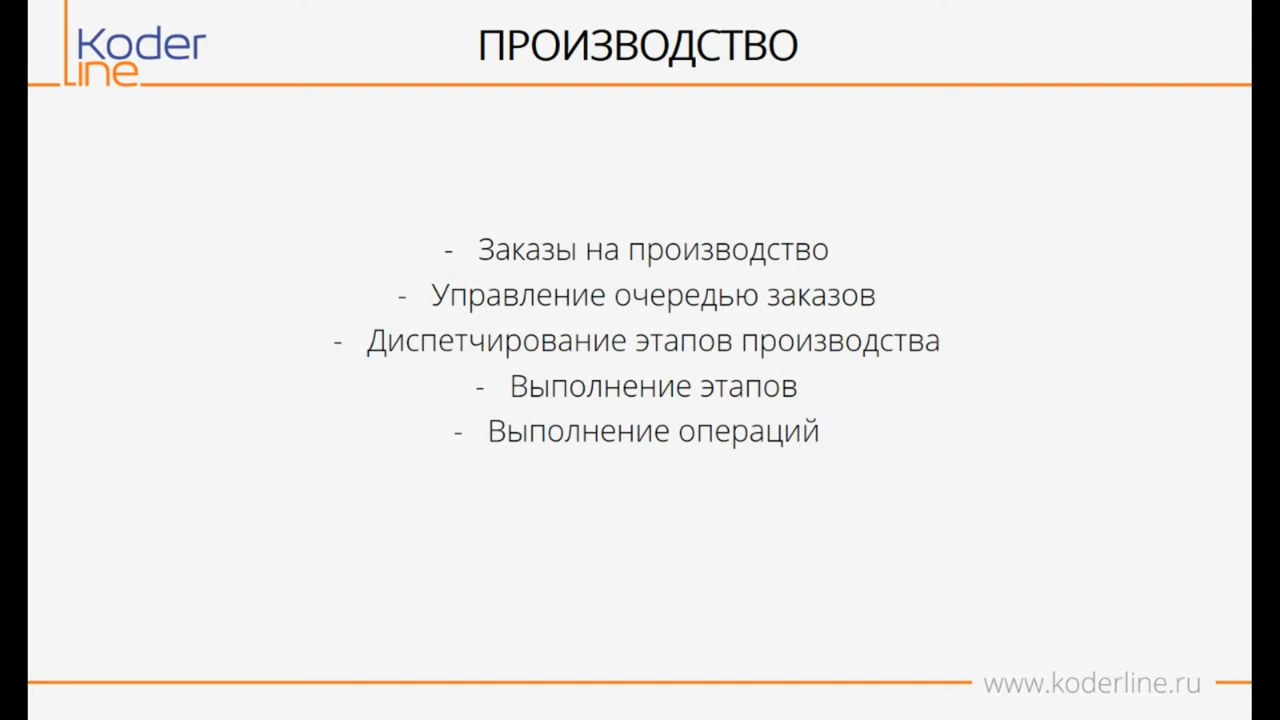 Koder
line
ПРОИЗВОДСТВО
- Заказы на производство
- Управление очередью заказов
- Диспетчирование этапов производства
- Выполнение этапов
- Выполнение операций
www.koderline.ru